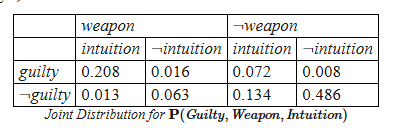 weapon ¬weapon
intuition ¬intuition intuition ¬intuition
guilty 0.208 0.016 0.072 0.008
¬guilty 0.013 0.063 0.134 0.486
Joint Distribution for P(Guilty, Weapon, Intuition)